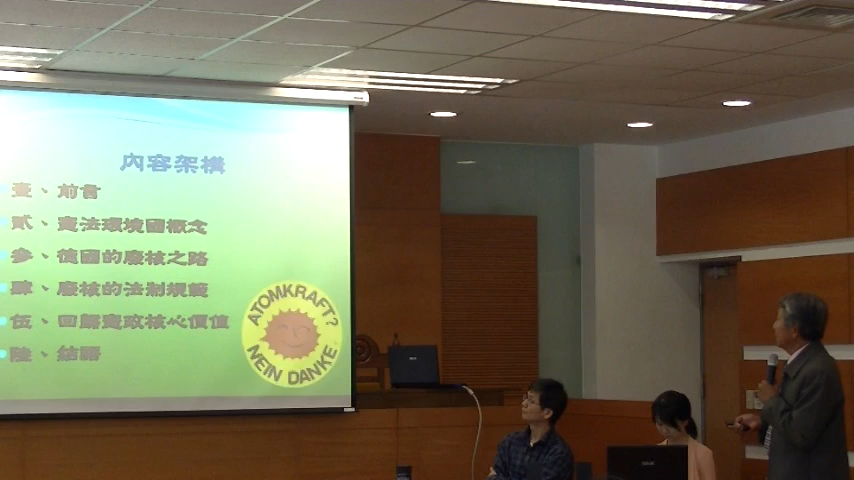 內容架構
壹、前言
貳、憲法環境國概念
參、德國的廢核之路
肆、廢核的法制規範
伍、回歸憲政核心價值
陸、結語
ATOMKRAFT?
NEIN DANKE